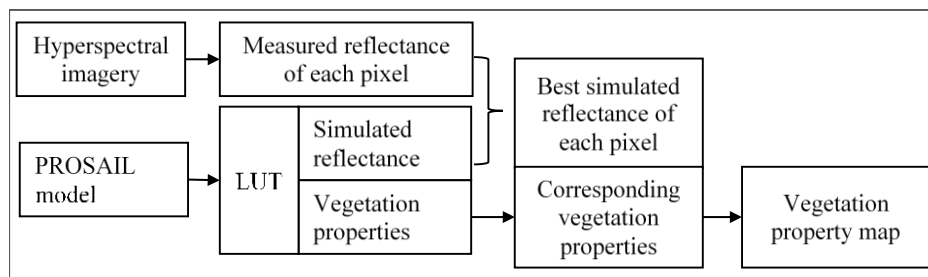 Hyperspectral
imagery
Measured reflectance
of each pixel
PROSAIL
model
LUT
Simulated
reflectance
Vegetation
properties
Best simulated
reflectance of
each pixel
Corresponding
vegetation
properties
Vegetation
property map